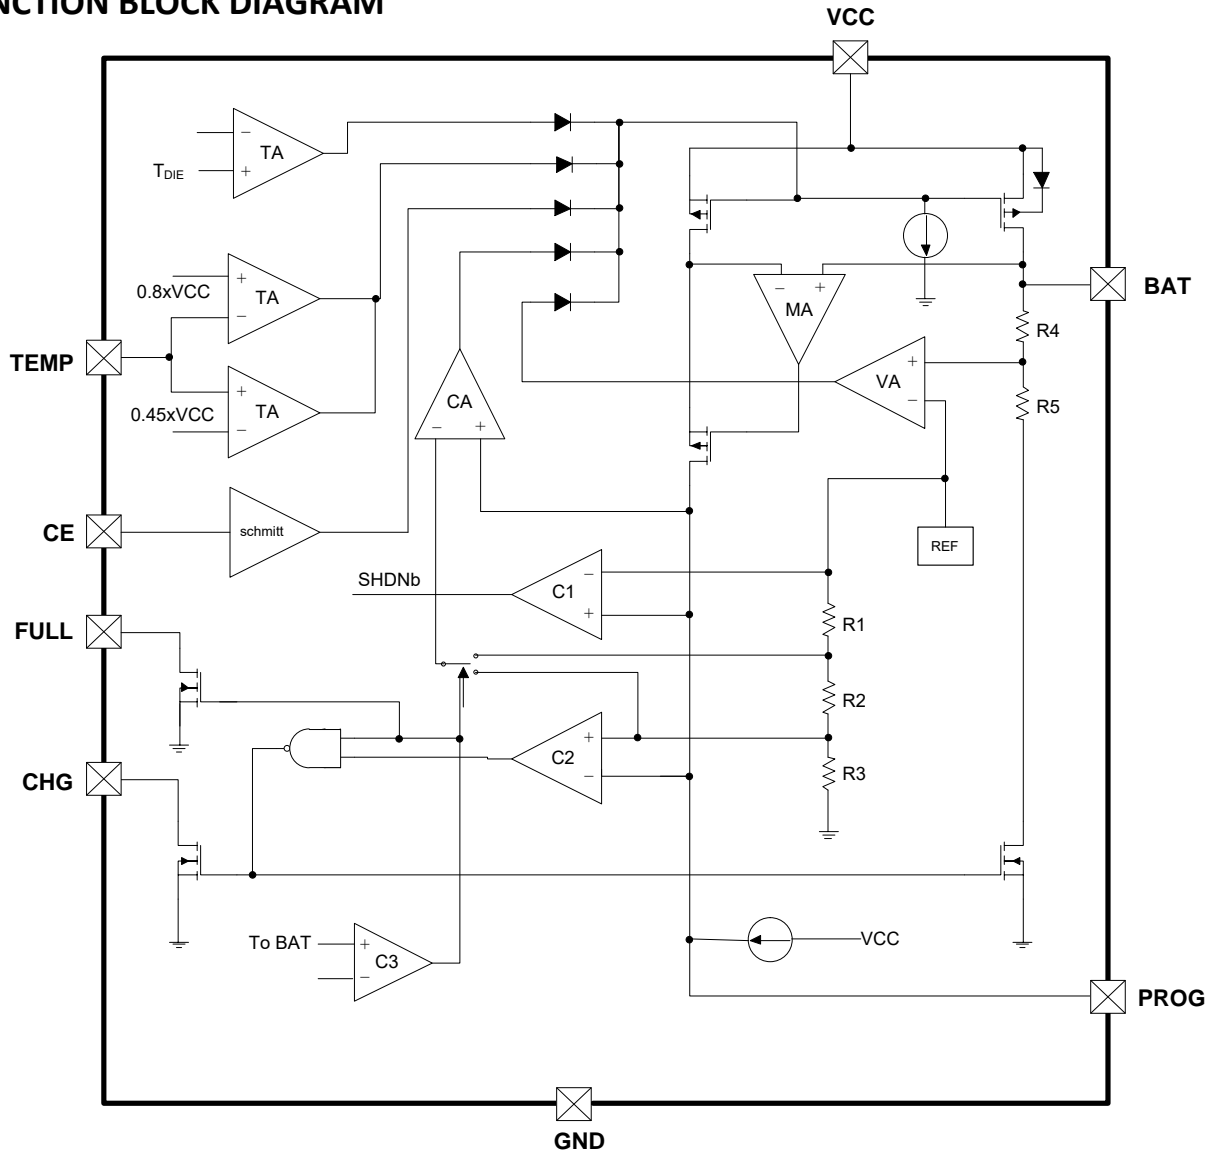 NCTION BLOCK DIAGRAM
VCC
− TA
TDIE +
+
0.8xVCC TA
−
TEMP
+
0.45xVCC TA
−
− +
MA
BAT
R4
+
VA
−
R5
CA
− +
CE
schmitt
REF
SHDNb
−
C1
+
R1
FULL
R2
+
C2
−
R3
CHG
To BAT +
C3
−
VCC
PROG
GND